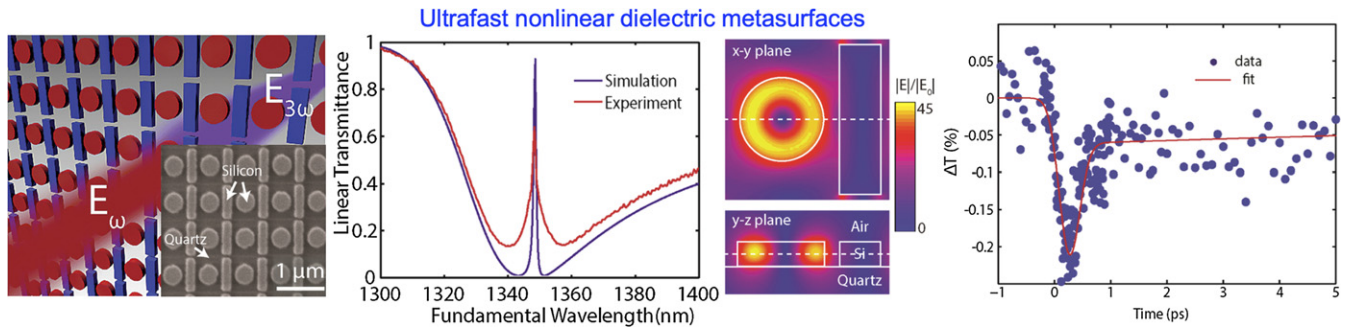 Ultrafast nonlinear dielectric metasurfaces
E3ω
Eω
Silicon
Quartz
1 μm
Linear Transmittance
1
0.8
0.6
0.4
0.2
0
Simulation
Experiment
1300
1320
1340
1360
1380
1400
Fundamental Wavelength(nm)
x-y plane
|E|/|E0|
45
0
y-z plane
Air
Si
Quartz
ΔT (%)
0.05
0
-0.05
-0.1
-0.15
-0.2
data
fit
-1
0
1
2
3
4
5
Time (ps)